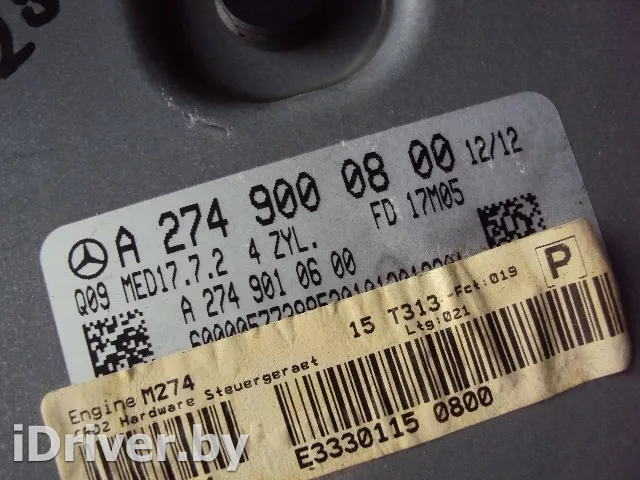 A 274 900 08 00 12/12
Q09 MED17.7.2 4 ZYL. FD 17M05
A 274 901 06 00
15 T313 -Fct:019
Ltg:021
P
Engine M274
Hardware Steuergeraet
E3330115 0800
iDriver.by